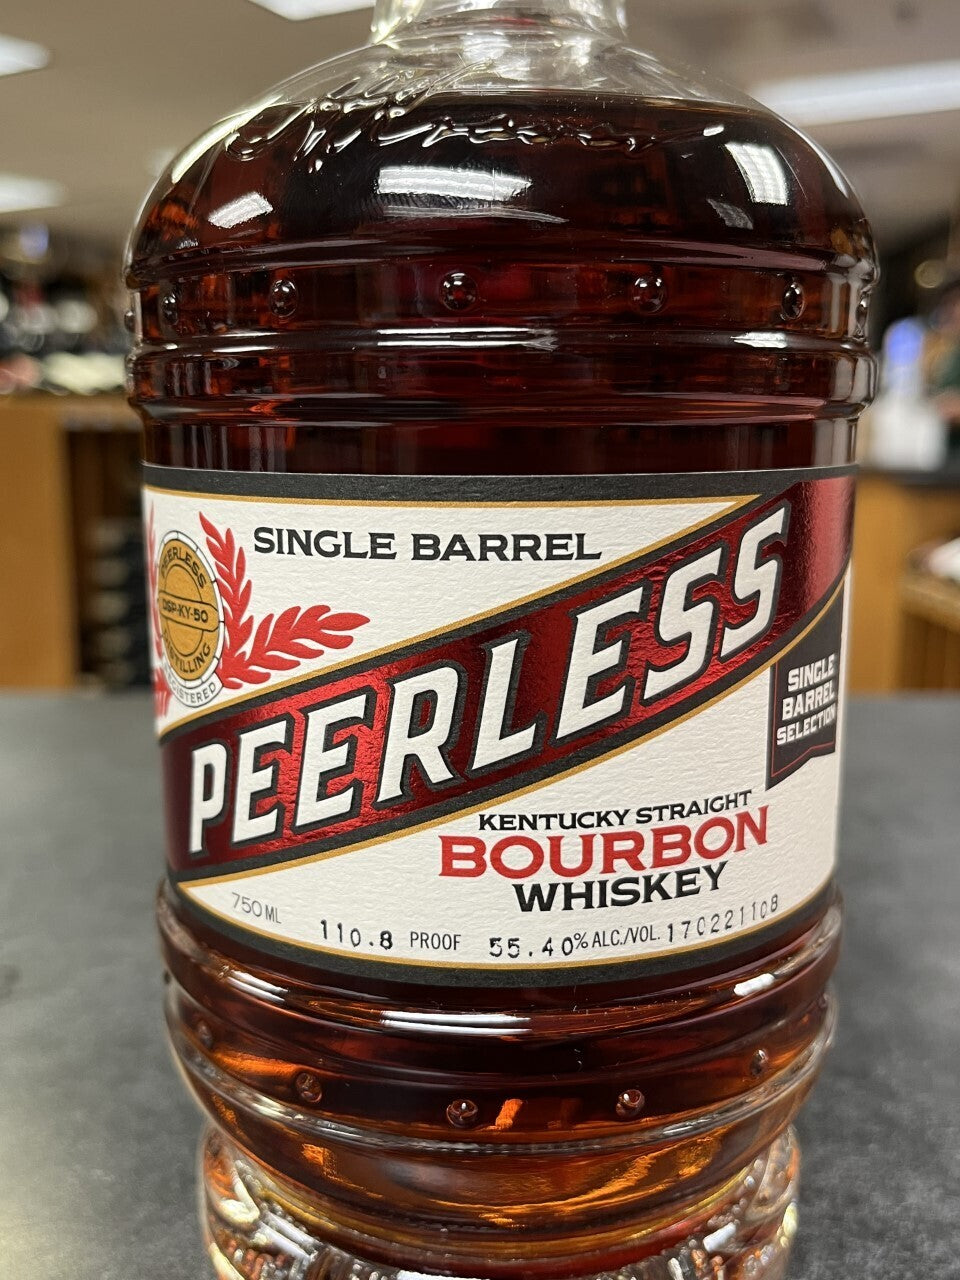 SINGLE BARREL
PEERLESS
DSP-KY-50
DISTILLING
REGISTERED
PEERLESS
SINGLE
BARREL
SELECTION
KENTUCKY STRAIGHT
BOURBON
WHISKEY
750 ML
110.8 PROOF 55.40% ALC./VOL. 170221108